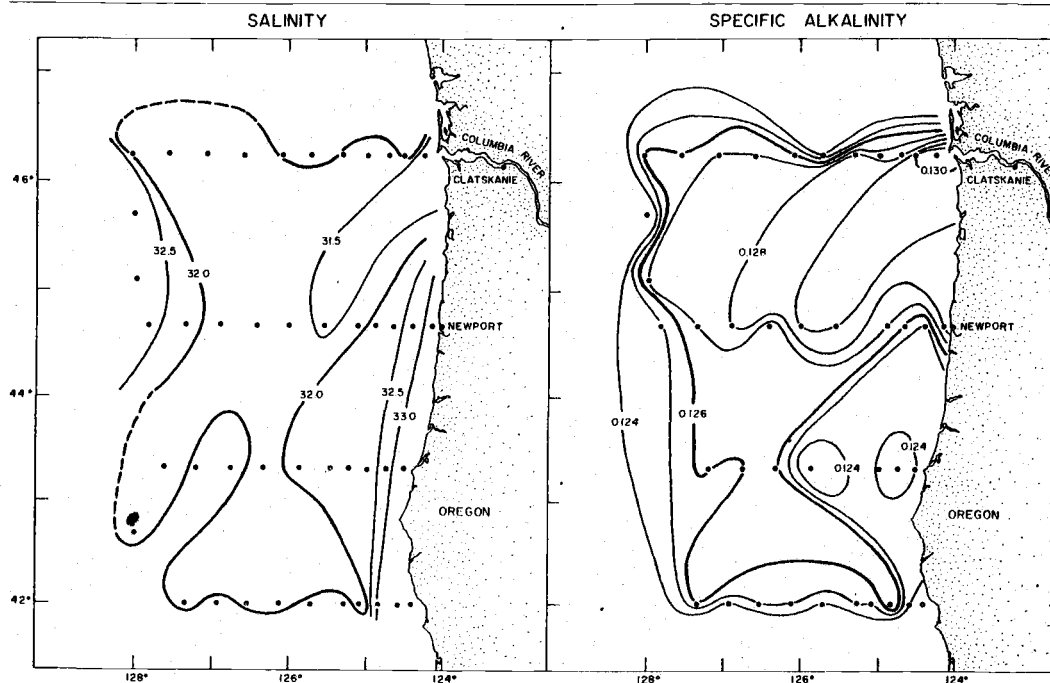 SALINITY
SPECIFIC ALKALINITY
46°
44°
42°
128°
126°
124°
128°
126°
124°
32.5
32.0
31.5
32.0
32.5
33.0
COLUMBIA RIVER
CLATSKANIE
NEWPORT
OREGON
0.130
0.128
0.126
0.124
0.124
0.124
COLUMBIA RIVER
CLATSKANIE
NEWPORT
OREGON